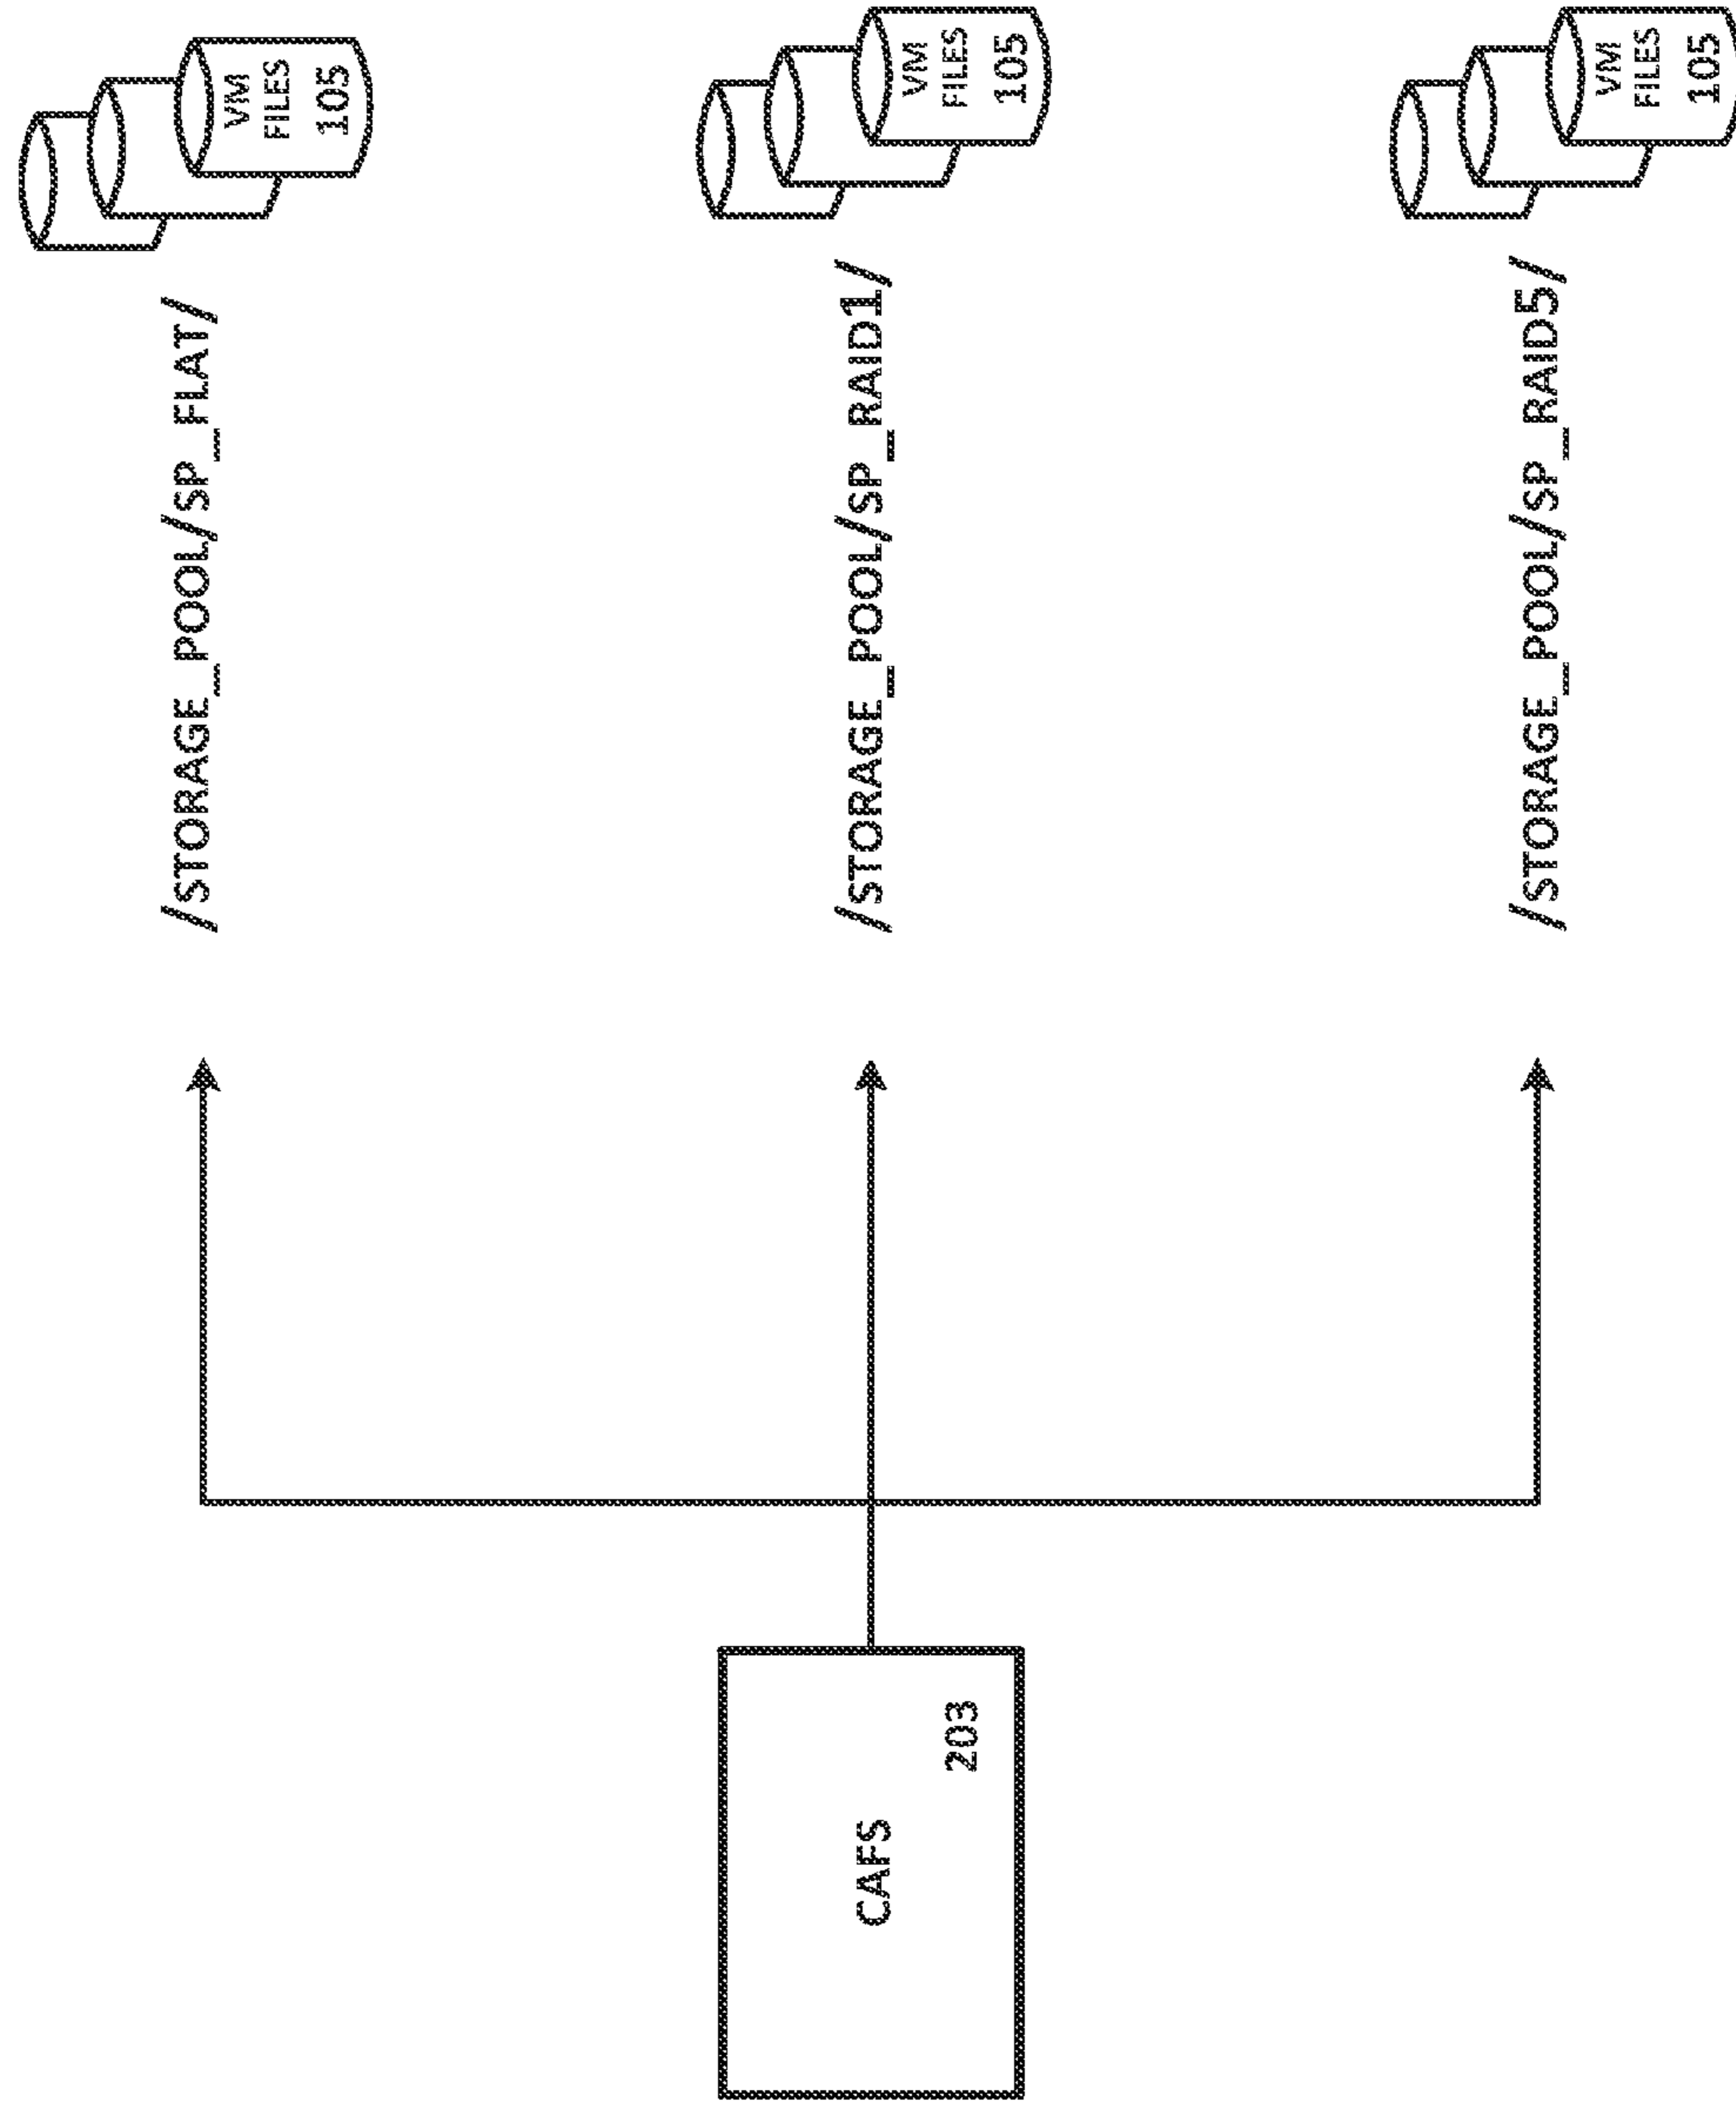 CAFS
203
/STORAGE_POOL/SP_FLAT/
VM
FILES
105
/STORAGE_POOL/SP_RAID1/
VM
FILES
105
/STORAGE_POOL/SP_RAID5/
VM
FILES
105